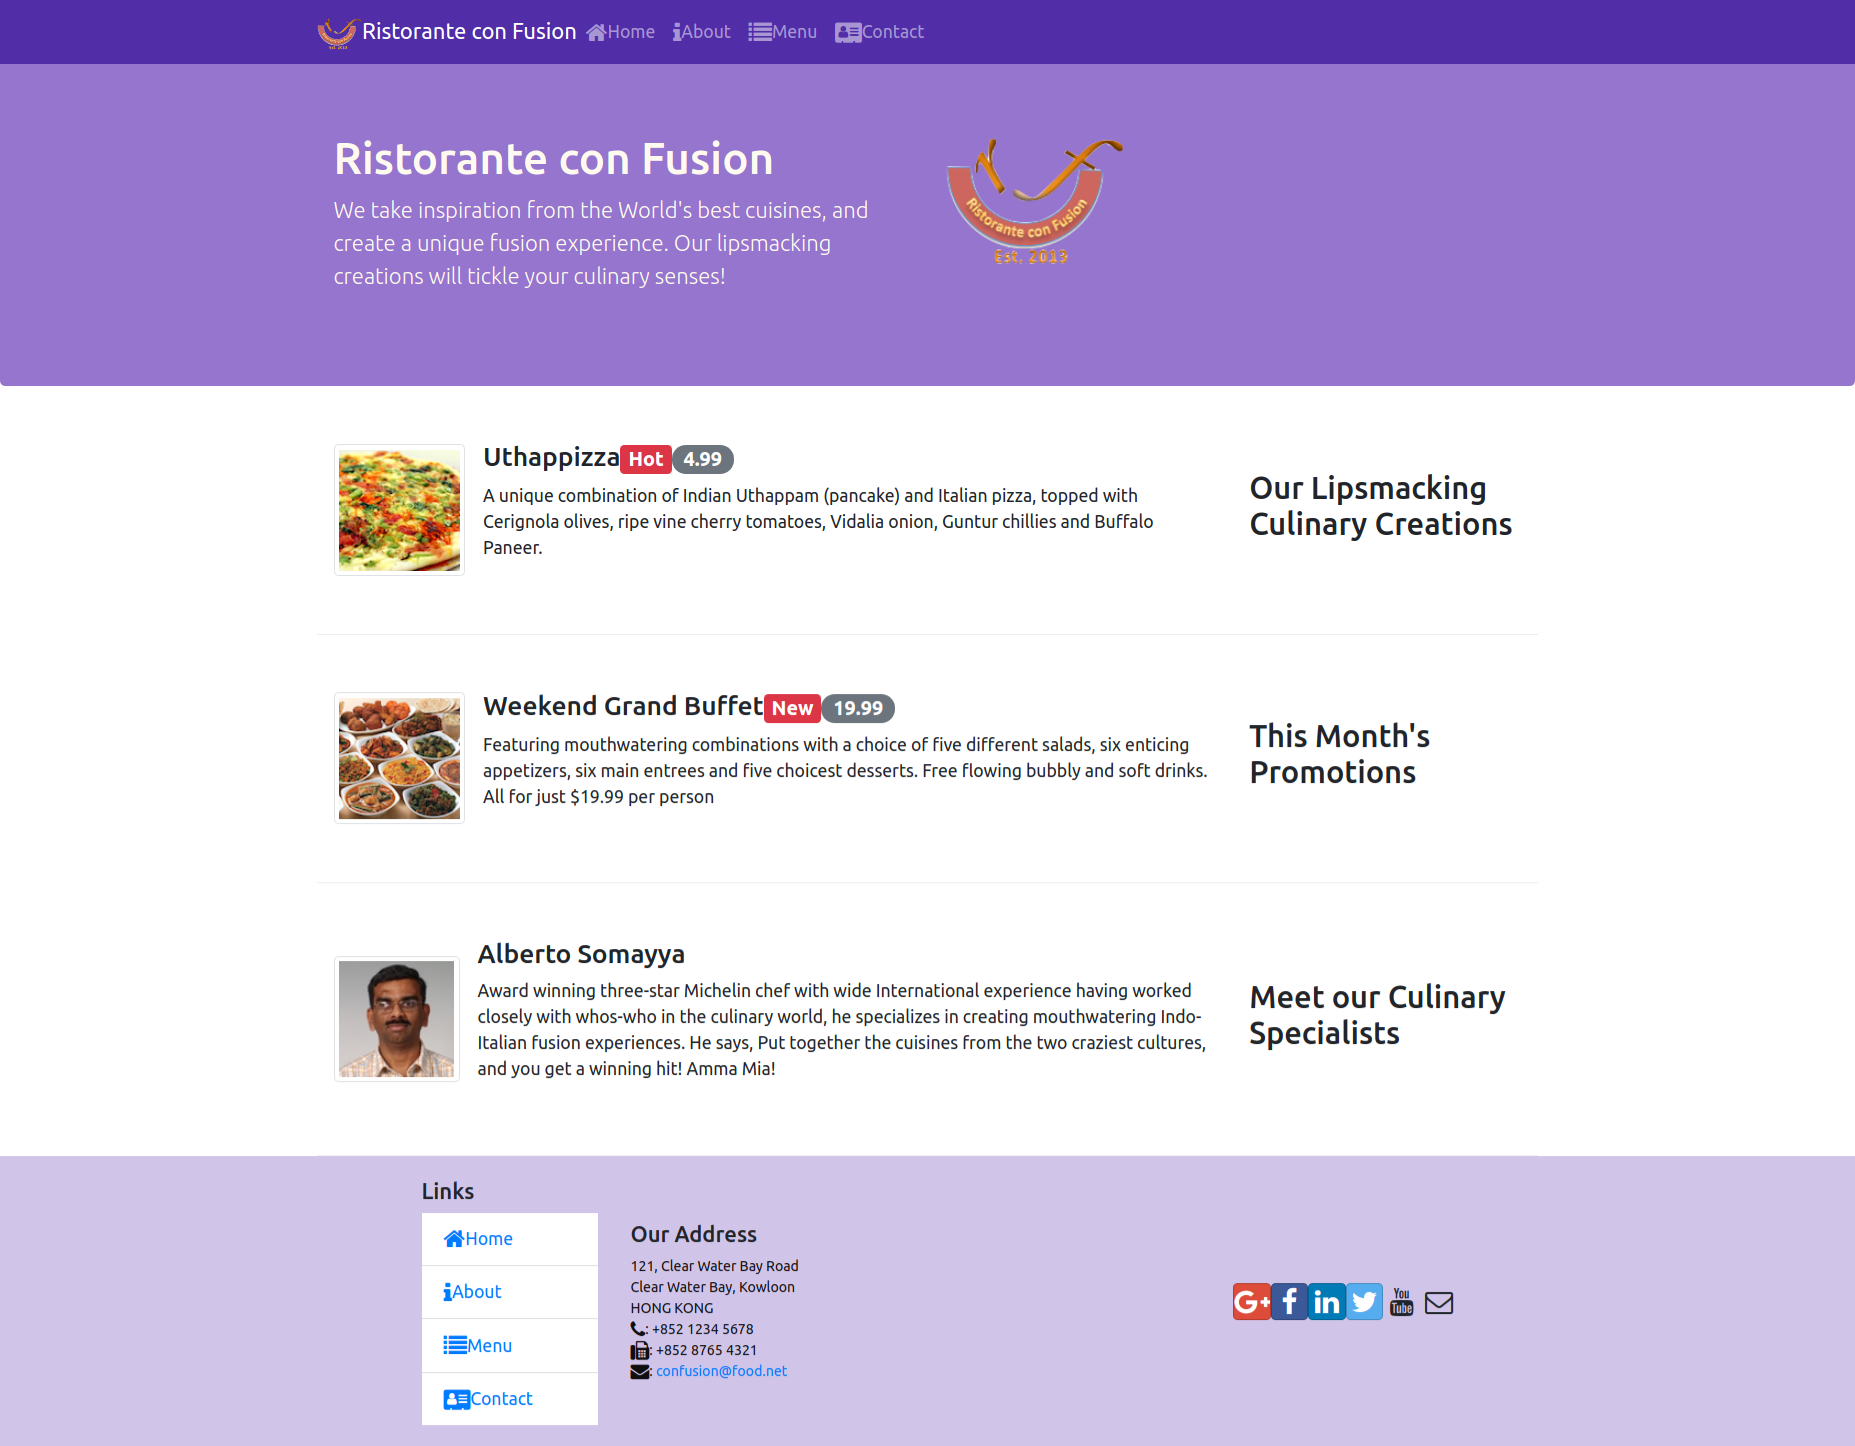 Ristorante con Fusion Home About Menu Contact
Ristorante con Fusion
We take inspiration from the World's best cuisines, and
create a unique fusion experience. Our lipsmacking
creations will tickle your culinary senses!
Ristorante con Fusion
Est. 2013
Uthappizza Hot 4.99
A unique combination of Indian Uthappam (pancake) and Italian pizza, topped with
Cerignola olives, ripe vine cherry tomatoes, Vidalia onion, Guntur chillies and Buffalo
Paneer.
Our Lipsmacking
Culinary Creations
Weekend Grand Buffet New 19.99
Featuring mouthwatering combinations with a choice of five different salads, six enticing
appetizers, six main entrees and five choicest desserts. Free flowing bubbly and soft drinks.
All for just $19.99 per person
This Month's
Promotions
Alberto Somayya
Award winning three-star Michelin chef with wide International experience having worked
closely with whos-who in the culinary world, he specializes in creating mouthwatering Indo-
Italian fusion experiences. He says, Put together the cuisines from the two craziest cultures,
and you get a winning hit! Amma Mia!
Meet our Culinary
Specialists
Links
Home
About
Menu
Contact
Our Address
121, Clear Water Bay Road
Clear Water Bay, Kowloon
HONG KONG
: +852 1234 5678
: +852 8765 4321
: confusion@food.net
G+ f in You Tube